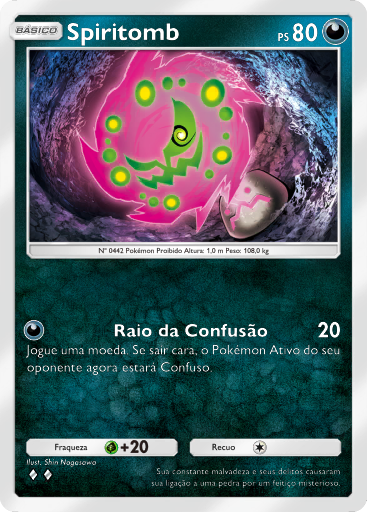 BÁSICO Spiritomb PS 80
Nº 0442 Pokémon Proibido Altura: 1,0 m Peso: 108,0 kg
Raio da Confusão 20
Jogue uma moeda. Se sair cara, o Pokémon Ativo do seu
oponente agora estará Confuso.
Fraqueza +20 Recuo
Ilust. Shin Nagasawa
Sua constante malvadeza e seus delitos causaram
sua ligação a uma pedra por um feitiço misterioso.